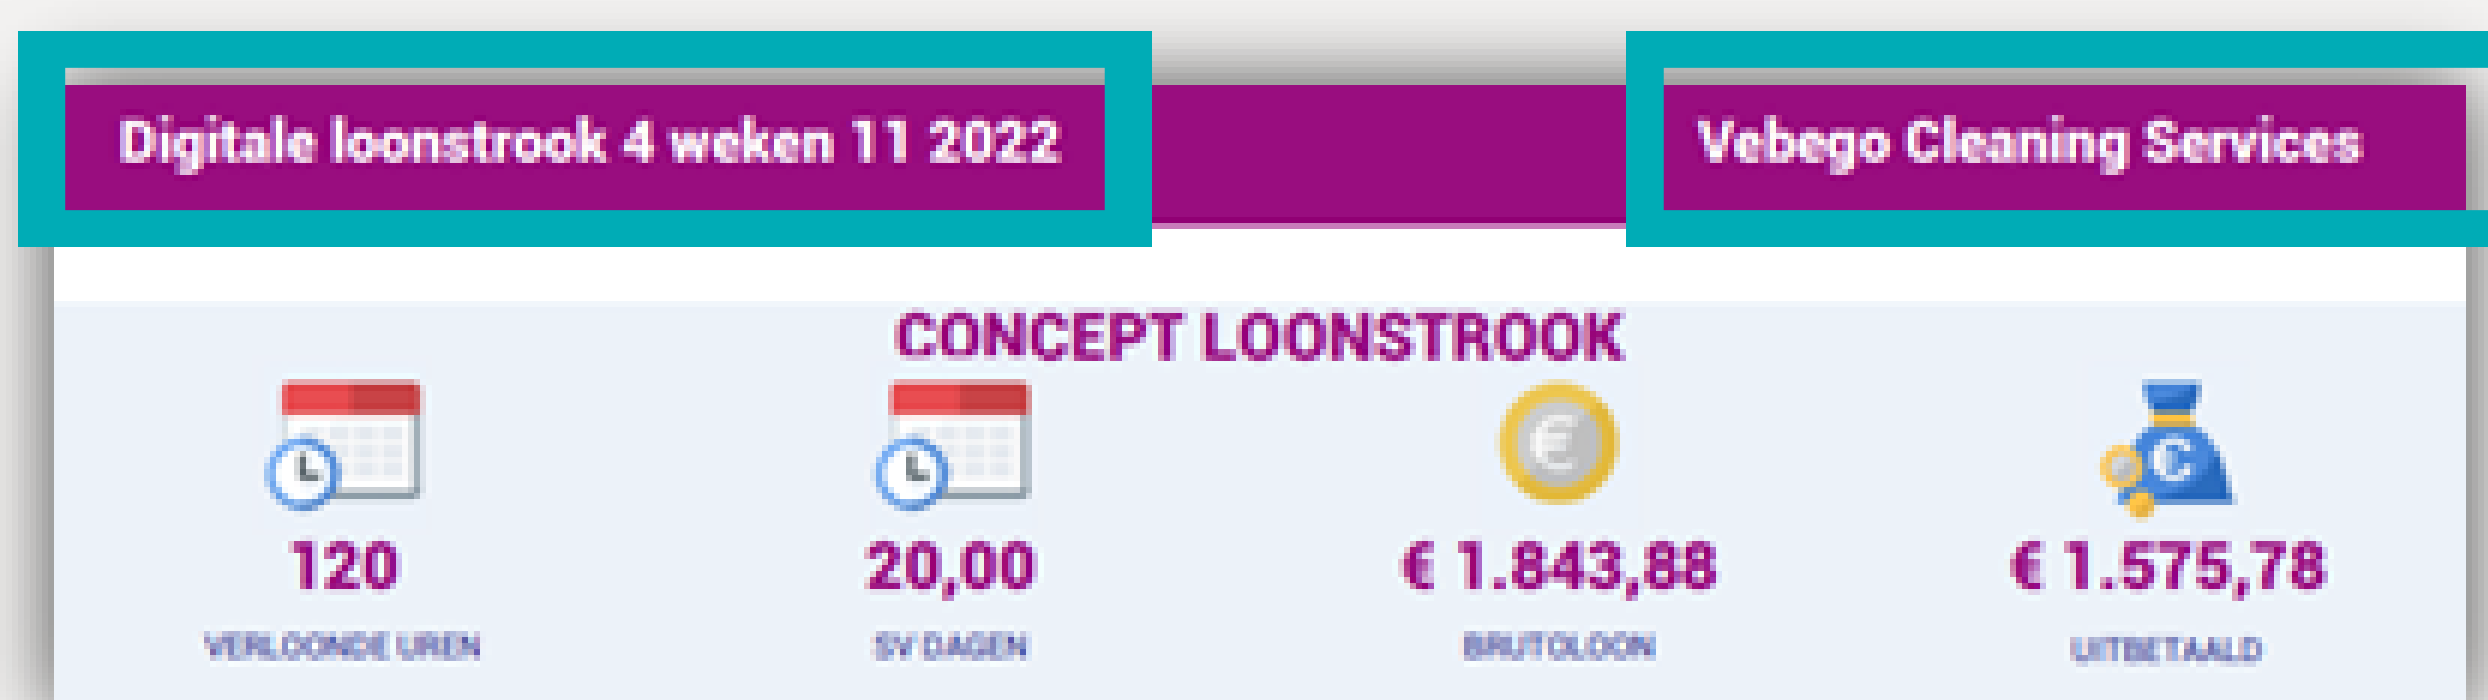 Digitale loonstrook 4 weken 11 2022
Vebego Cleaning Services
CONCEPT LOONSTROOK
120
20,00
€ 1.843,88
€ 1.575,78
VERLOONDE UREN
SV DAGEN
BRUTOLOON
UITBETAALD